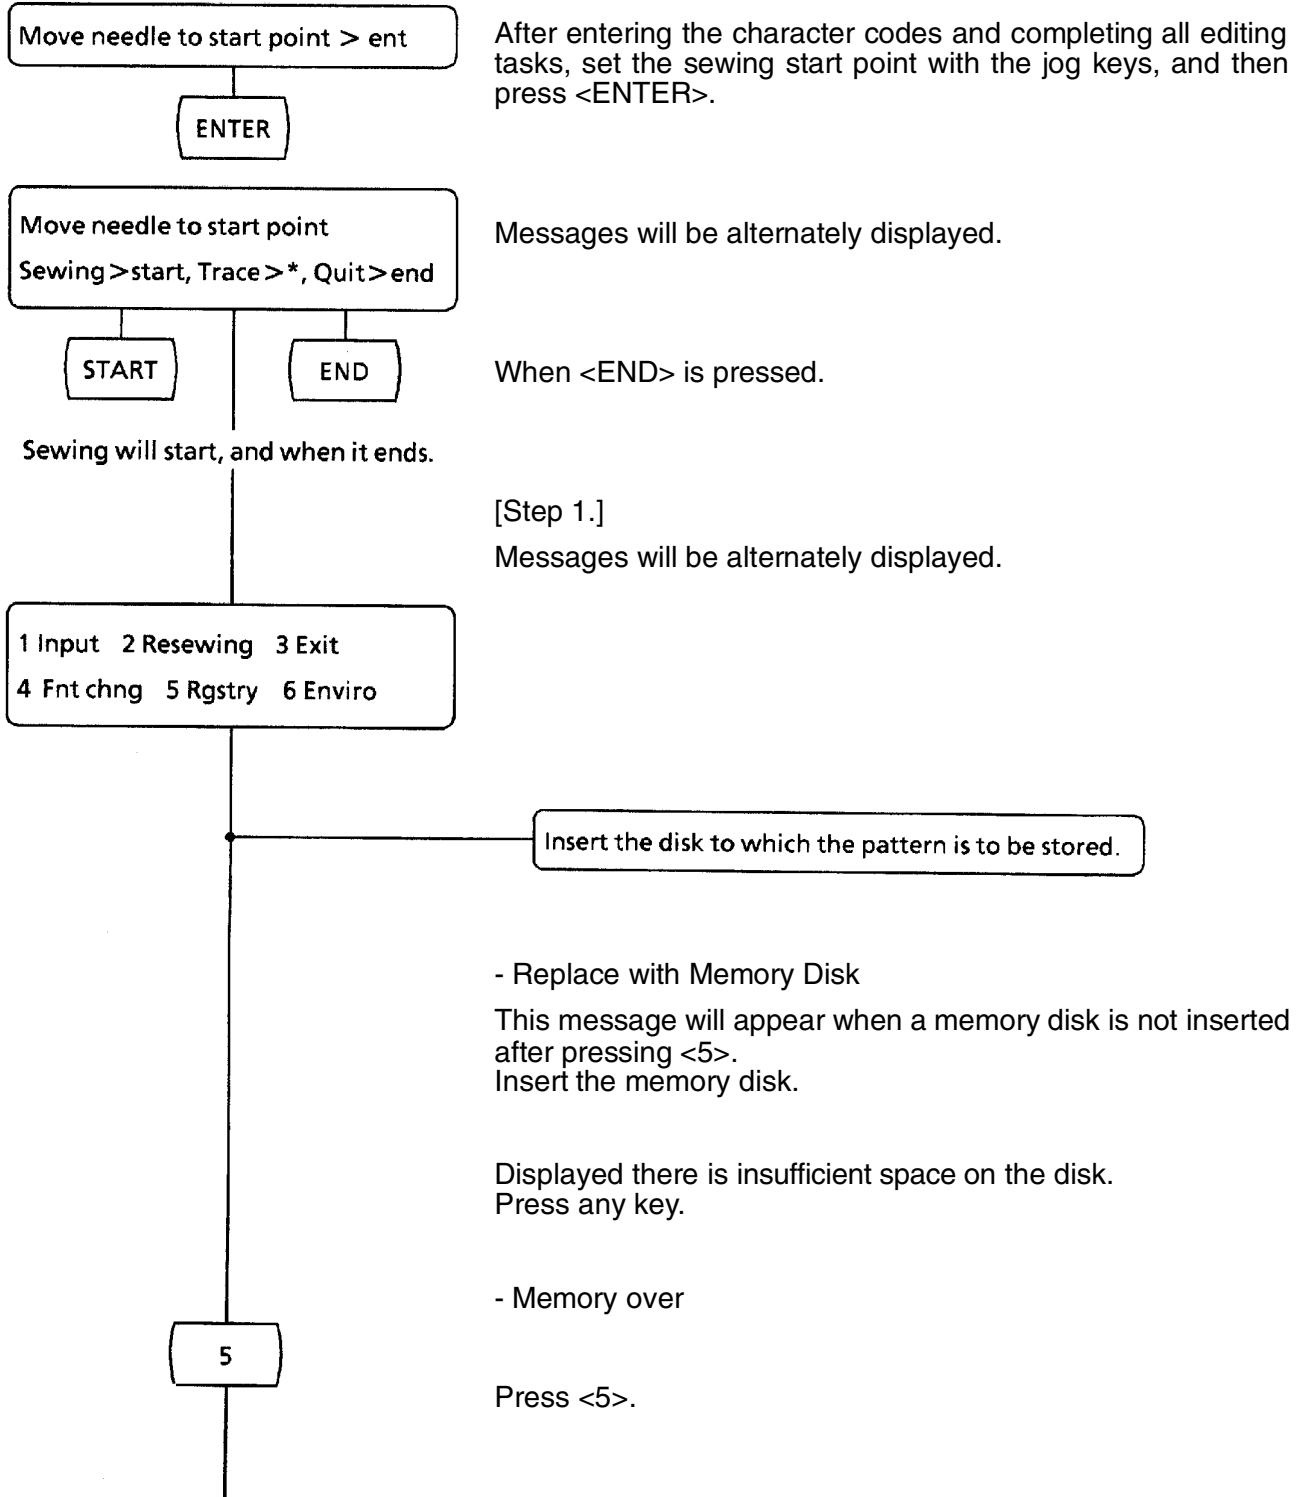 Move needle to start point > ent
After entering the character codes and completing all editing
tasks, set the sewing start point with the jog keys, and then
press <ENTER>.
ENTER
Move needle to start point
Sewing>start, Trace>*, Quit>end
Messages will be alternately displayed.
START
END
When <END> is pressed.
Sewing will start, and when it ends.
[Step 1.]
Messages will be alternately displayed.
1 Input 2 Resewing 3 Exit
4 Fnt chng 5 Rgstry 6 Enviro
Insert the disk to which the pattern is to be stored.
- Replace with Memory Disk
This message will appear when a memory disk is not inserted
after pressing <5>.
Insert the memory disk.
Displayed there is insufficient space on the disk.
Press any key.
- Memory over
5
Press <5>.